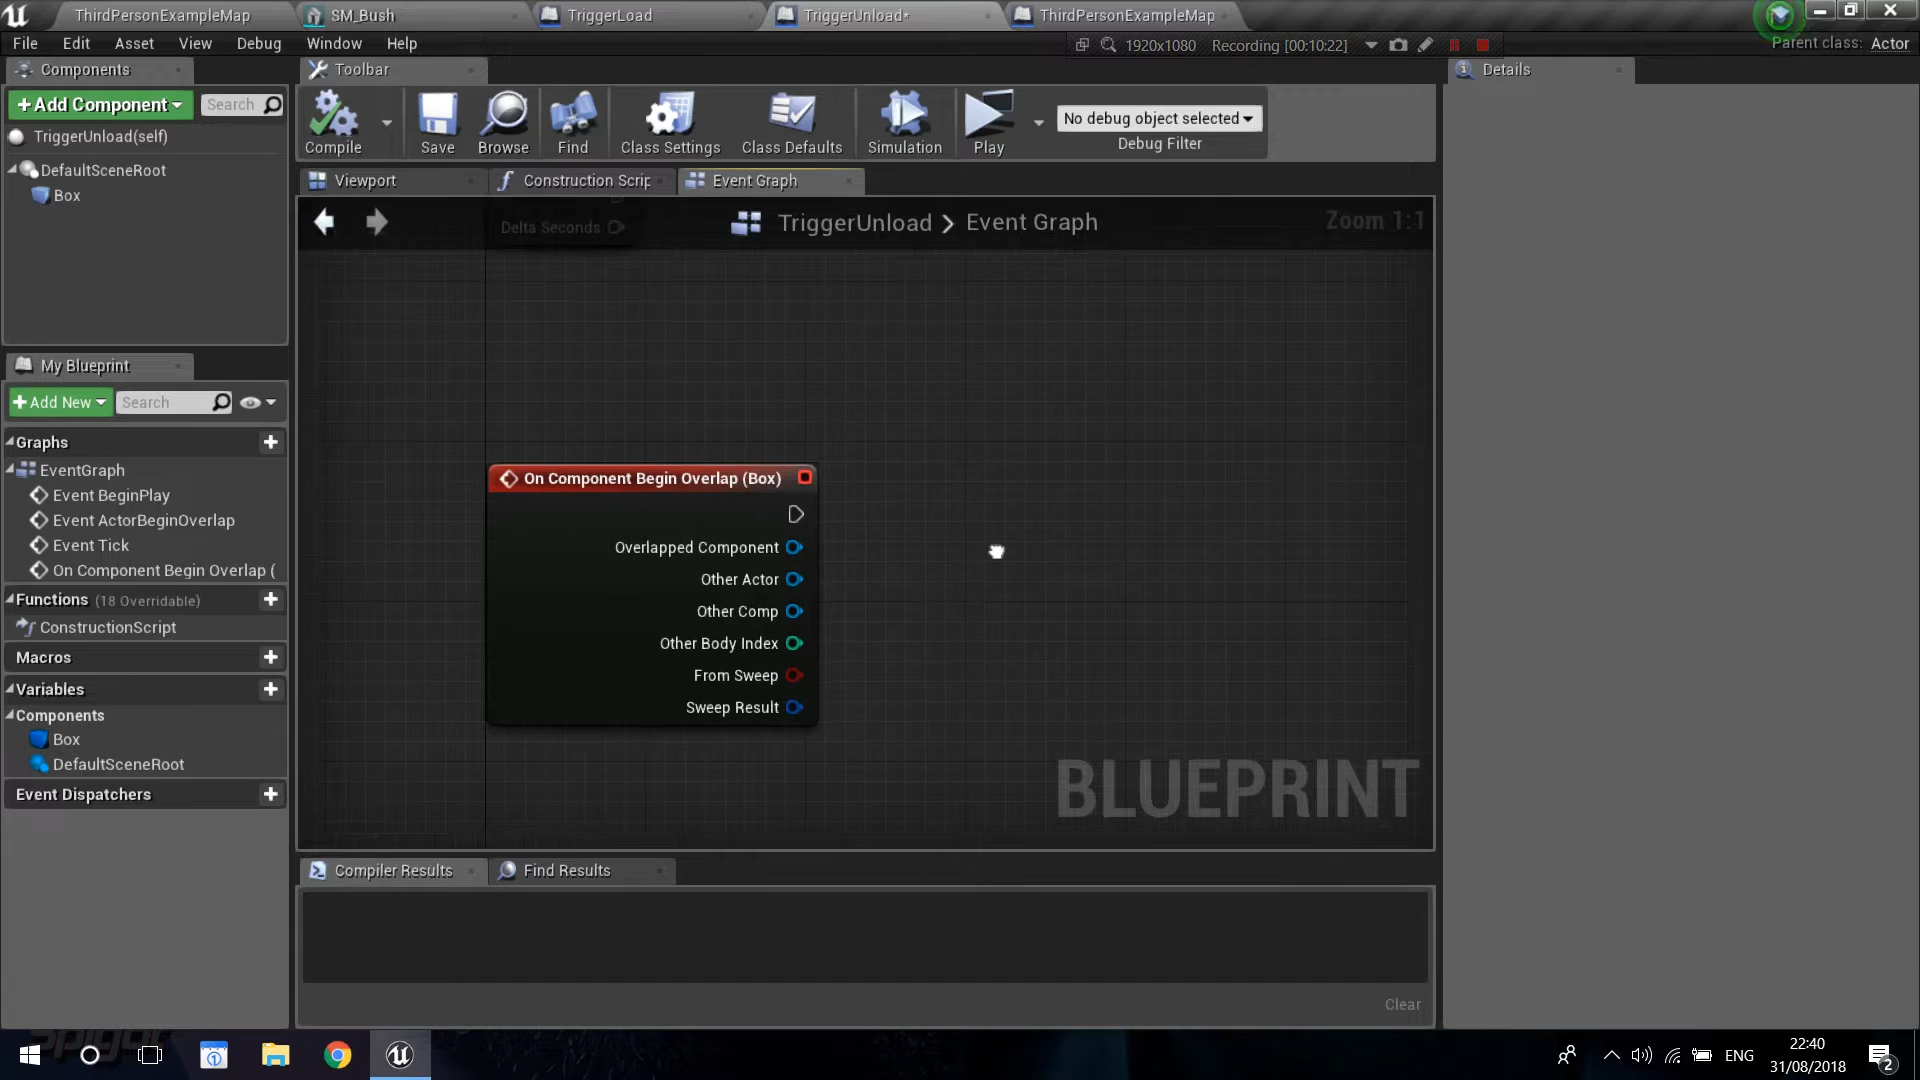 ThirdPersonExampleMap
SM_Bush
TriggerLoad
TriggerUnload*
ThirdPersonExampleMap
File Edit Asset View Debug Window Help
1920x1080 Recording [00:10:22]
Parent class: Actor
Components
Toolbar
Details
+Add Component
Search
TriggerUnload(self)
DefaultSceneRoot
Box
Compile
Save
Browse
Find
Class Settings
Class Defaults
Simulation
Play
No debug object selected
Debug Filter
Viewport
Construction Scrip
Event Graph
Delta Seconds
TriggerUnload > Event Graph
Zoom 1:1
My Blueprint
+Add New
Search
Graphs
EventGraph
Event BeginPlay
Event ActorBeginOverlap
Event Tick
On Component Begin Overlap (
Functions (18 Overridable)
ConstructionScript
Macros
Variables
Components
Box
DefaultSceneRoot
Event Dispatchers
On Component Begin Overlap (Box)
Overlapped Component
Other Actor
Other Comp
Other Body Index
From Sweep
Sweep Result
BLUEPRINT
Compiler Results
Find Results
Clear
ENG
22:40
31/08/2018
2